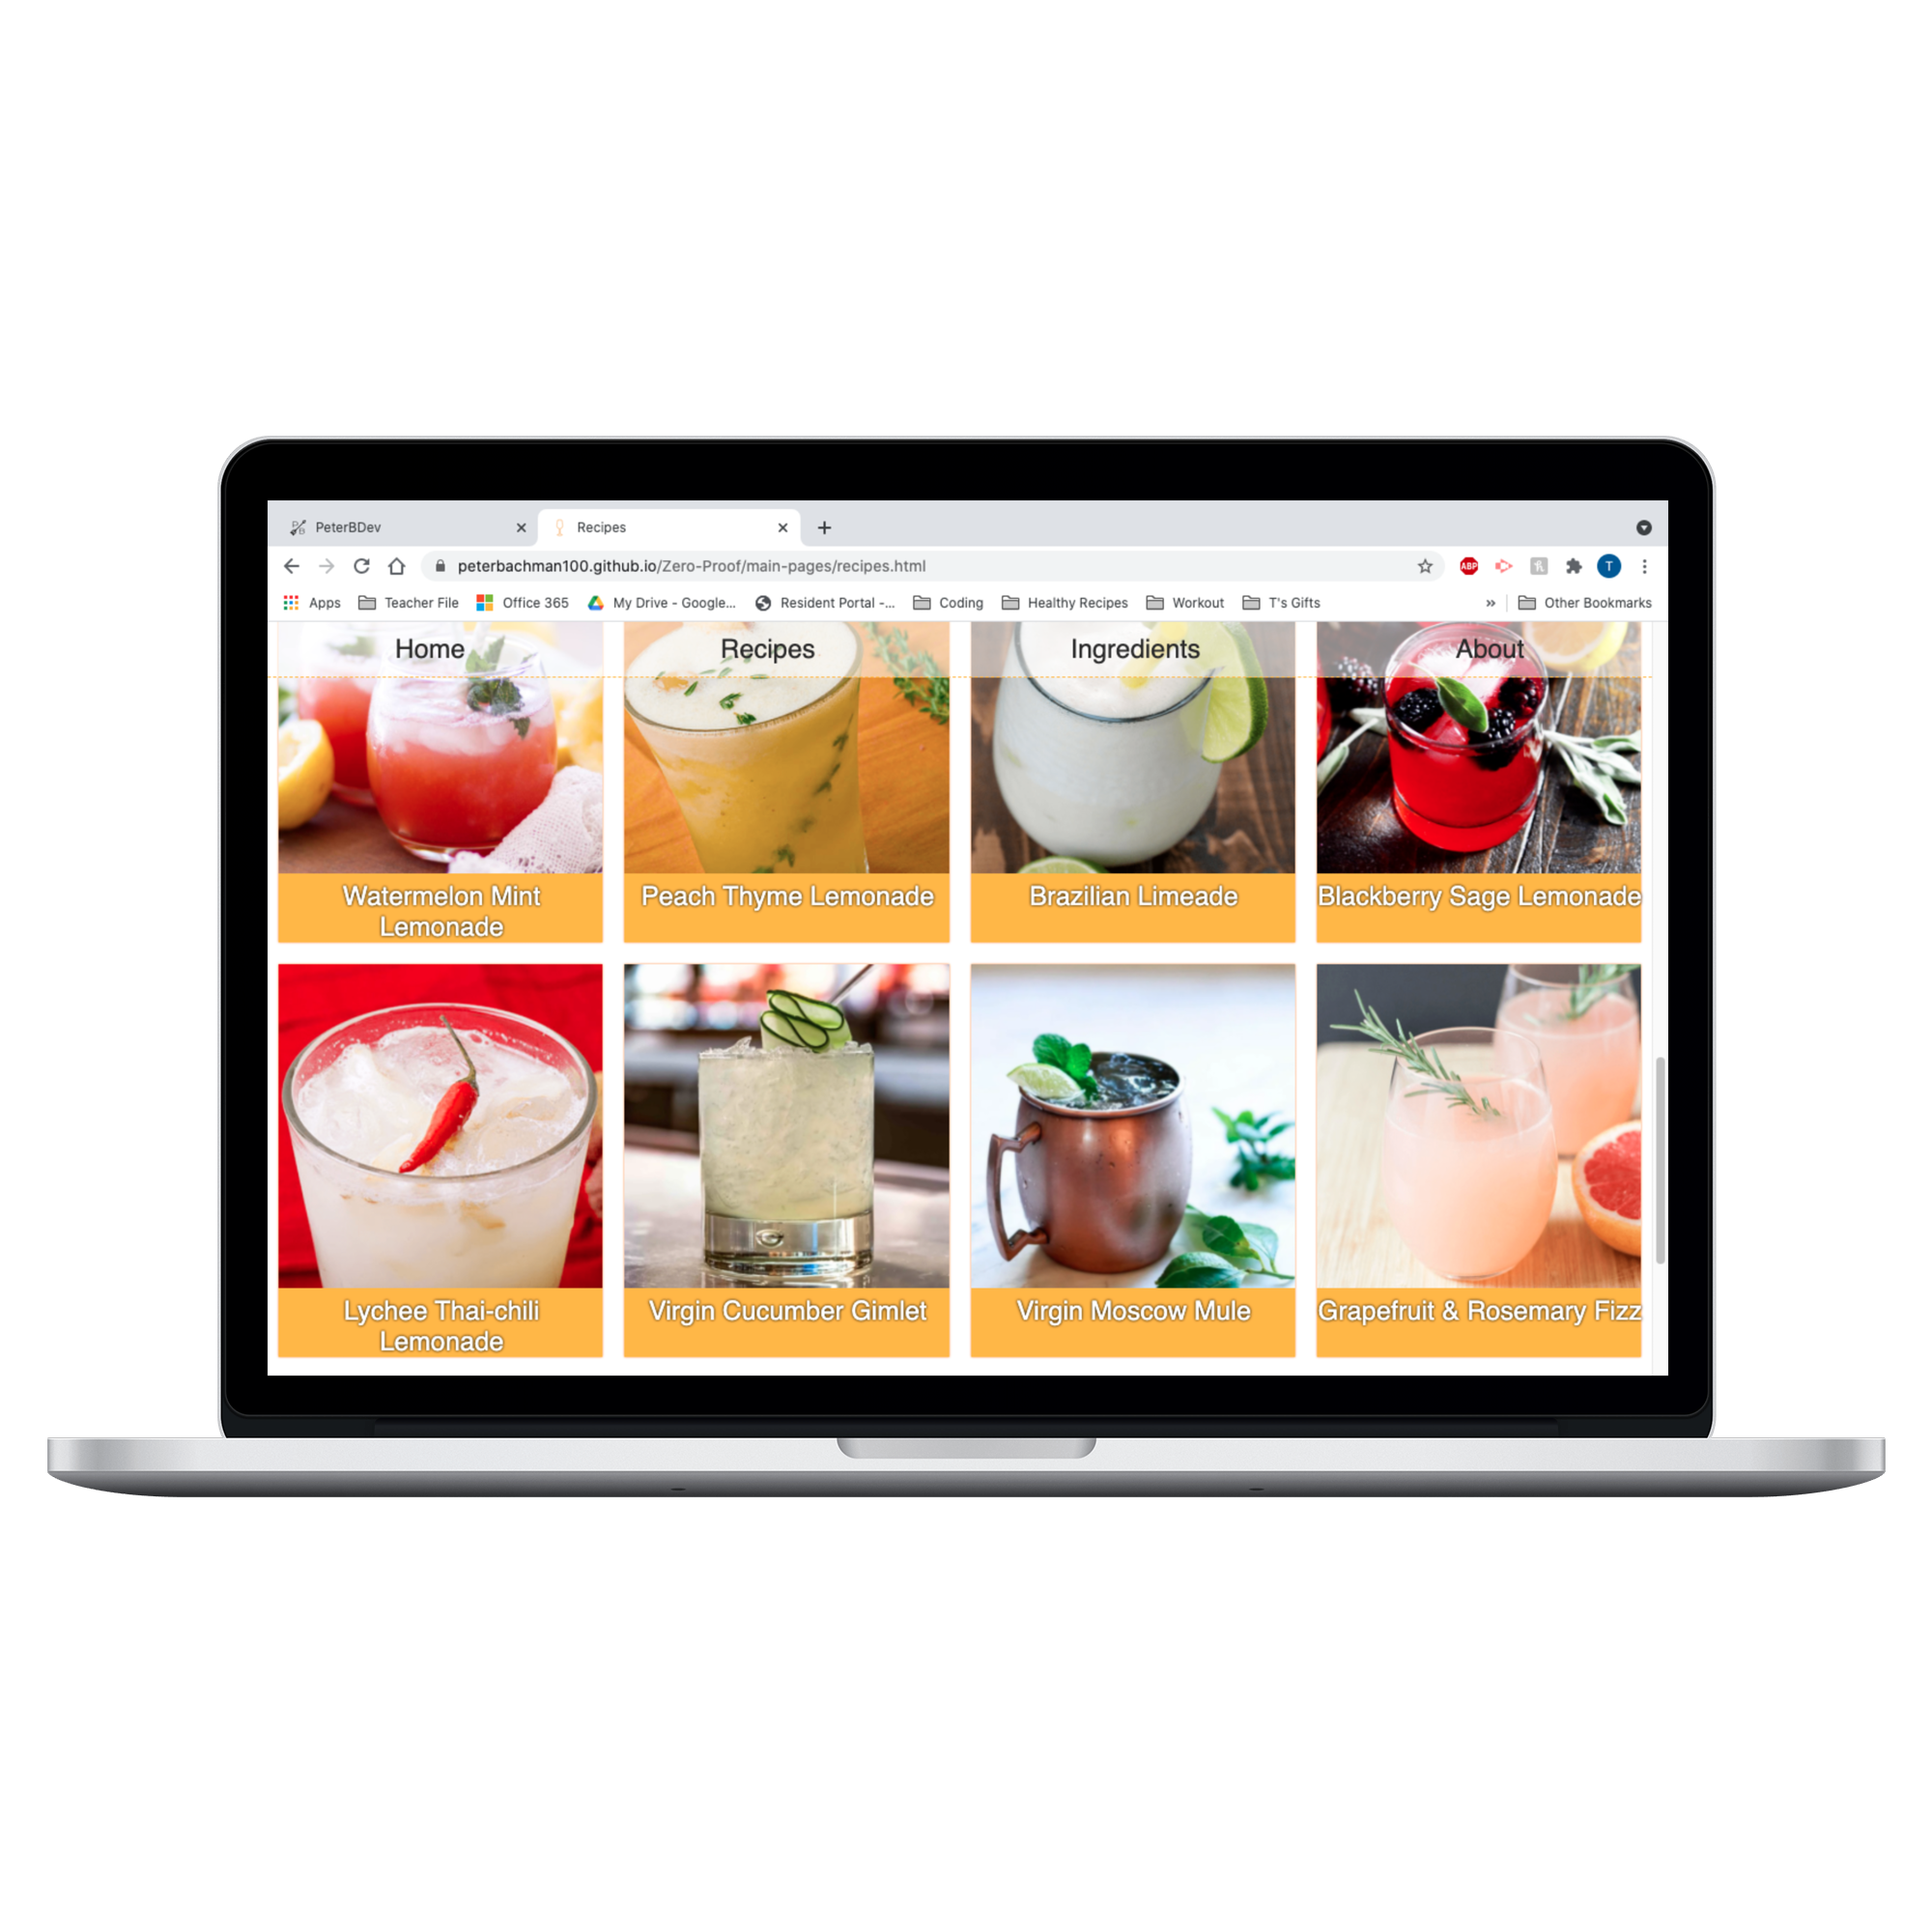 PeterBDev
Recipes
peterbachman100.github.io/Zero-Proof/main-pages/recipes.html
ABP
T
Apps
Teacher File
Office 365
My Drive - Google...
Resident Portal -...
Coding
Healthy Recipes
Workout
T's Gifts
»
Other Bookmarks
Home
Recipes
Ingredients
About
Watermelon Mint
Lemonade
Peach Thyme Lemonade
Brazilian Limeade
Blackberry Sage Lemonade
Lychee Thai-chili
Lemonade
Virgin Cucumber Gimlet
Virgin Moscow Mule
Grapefruit & Rosemary Fizz